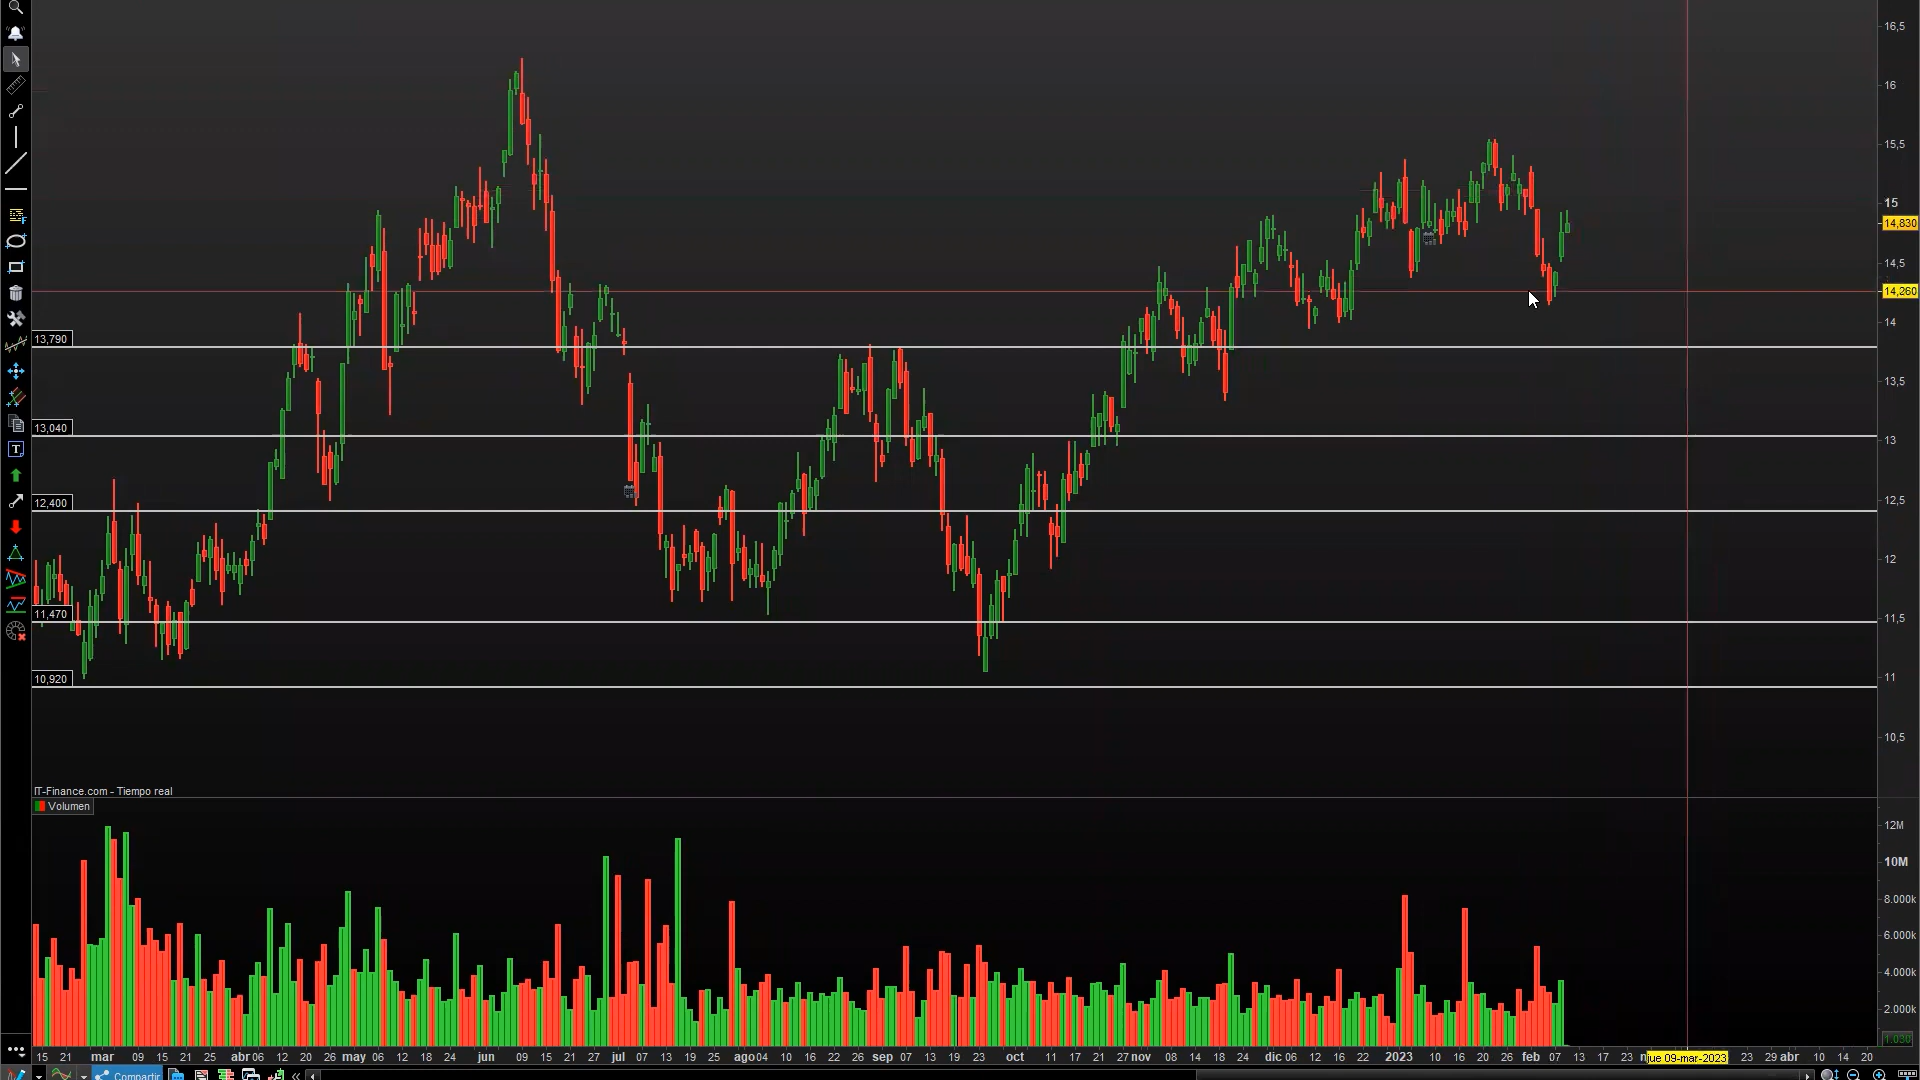 16,5
16
15,5
15
14,830
14,5
14,260
14
13,790
13,5
13,040
13
12,400
12,5
12
11,470
11,5
10,920
11
10,5
IT-Finance.com - Tiempo real
Volumen
12M
10M
8.000k
6.000k
4.000k
2.000k
1.030
15 21 mar 09 15 21 25 abr 06 12 20 26 may 06 12 18 24 jun 09 15 21 27 jul 07 13 19 25 ago 04 10 16 22 26 sep 07 13 19 23 oct 11 17 21 27 nov 08 14 18 24 dic 06 12 16 22 2023 10 16 20 26 feb 07 13 17 23 jue 09-mar-2023 23 29 abr 10 14 20
Compartir